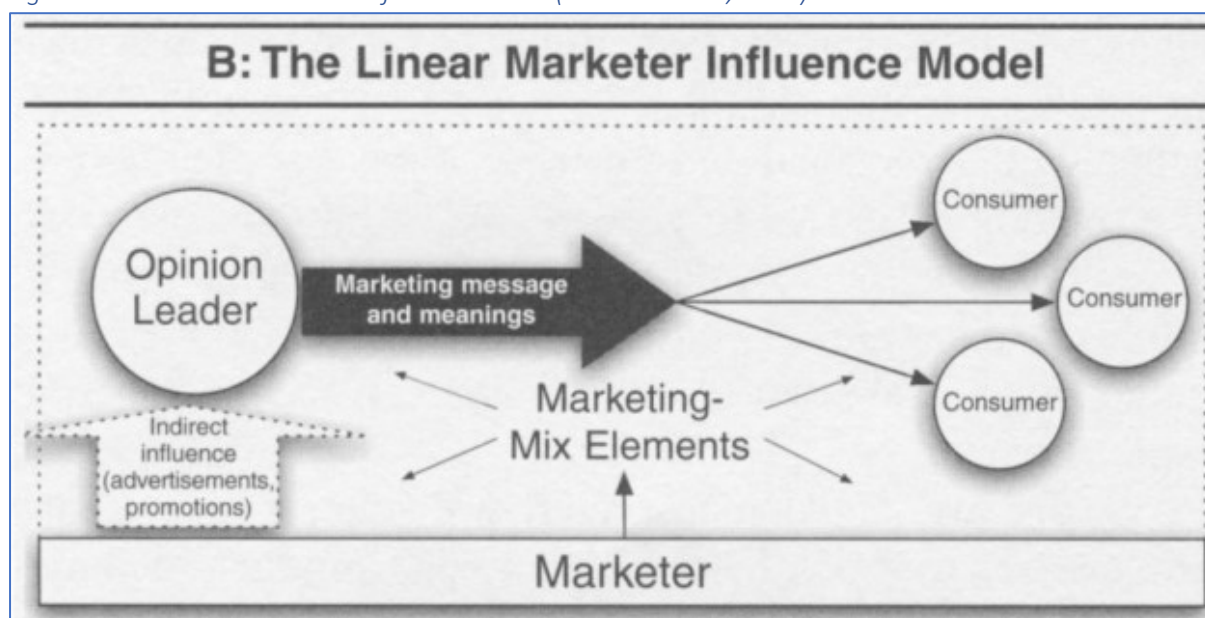 B: The Linear Marketer Influence Model
Opinion
Leader
Marketing message
and meanings
Consumer
Consumer
Consumer
Marketing-
Mix Elements
Indirect
influence
(advertisements,
promotions)
Marketer